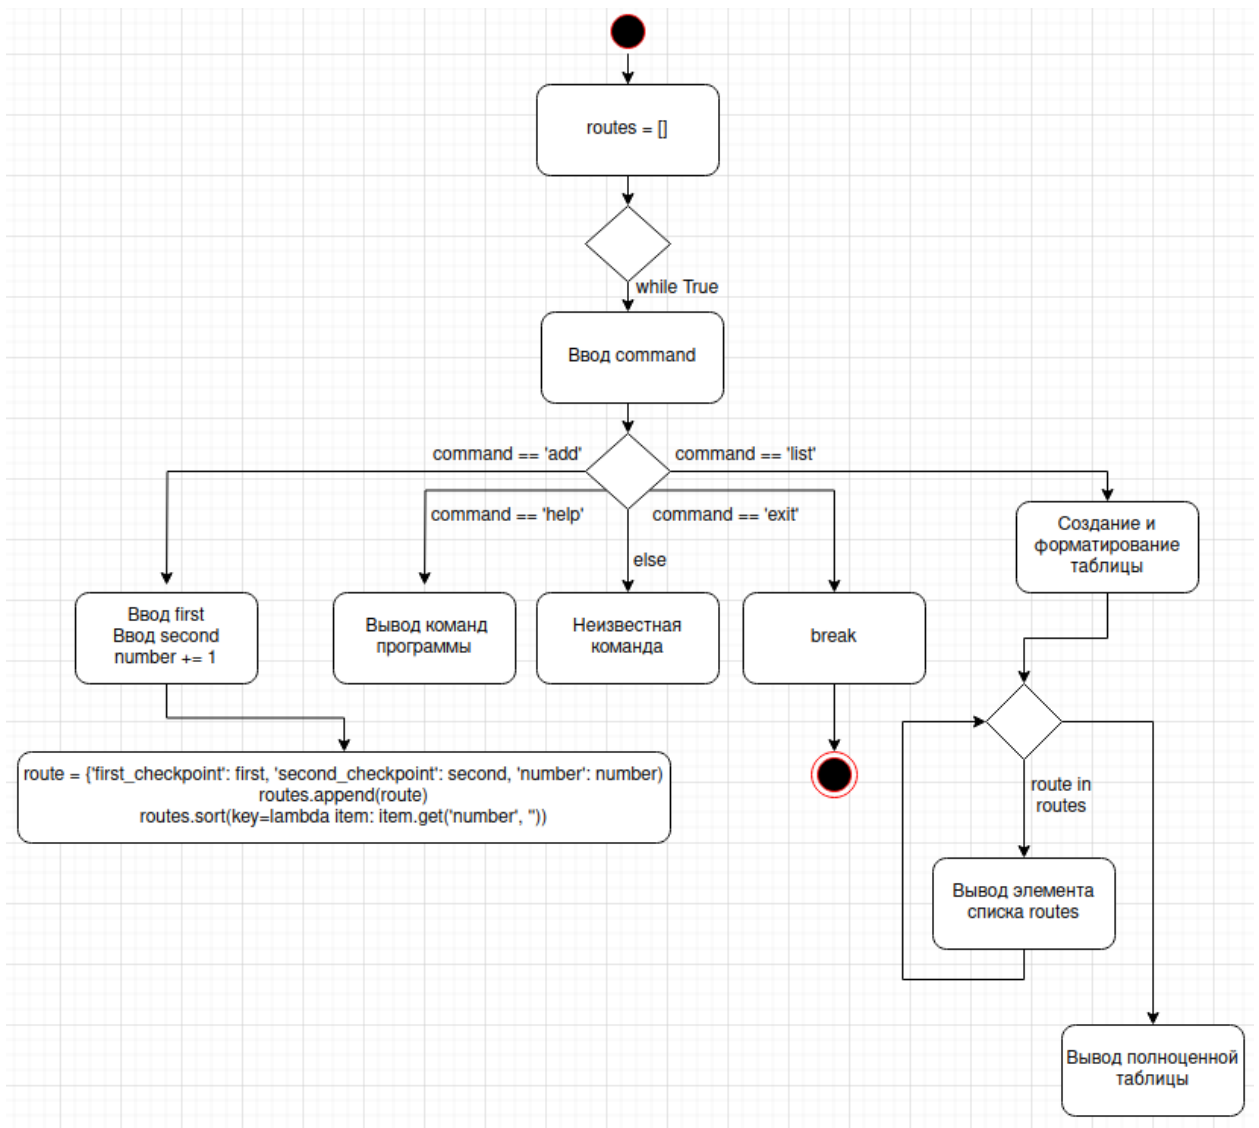 routes = []
while True
Ввод command
command == 'add'
command == 'list'
command == 'help'
command == 'exit'
else
Создание и
форматирование
таблицы
Ввод first
Ввод second
number += 1
Вывод команд
программы
Неизвестная
команда
break
route = {'first_checkpoint': first, 'second_checkpoint': second, 'number': number)
routes.append(route)
routes.sort(key=lambda item: item.get('number', ''))
route in
routes
Вывод элемента
списка routes
Вывод полноценной
таблицы